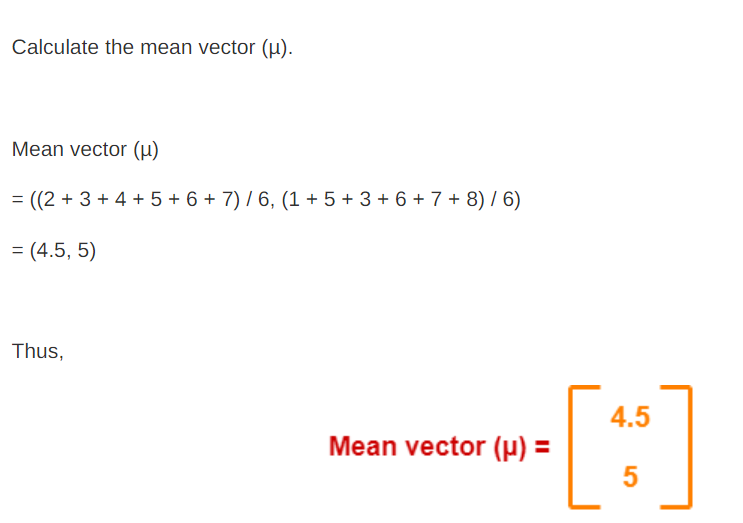 Calculate the mean vector (µ).
Mean vector (µ)
= ((2 + 3 + 4 + 5 + 6 + 7) / 6, (1 + 5 + 3 + 6 + 7 + 8) / 6)
= (4.5, 5)
Thus,
4.5
Mean vector (µ) =
5